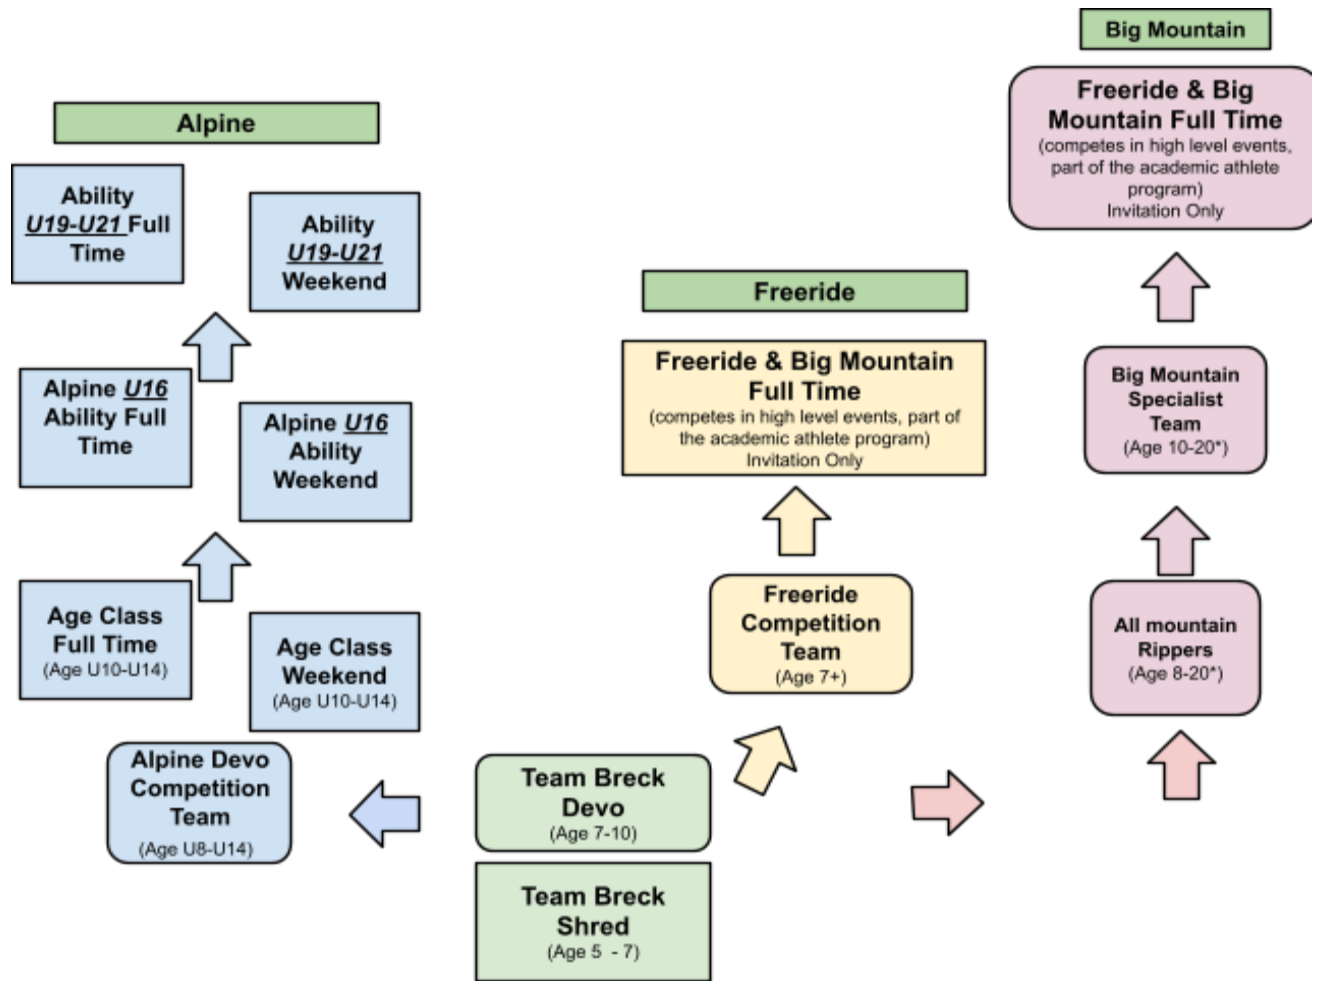 Big Mountain
Freeride & Big
Mountain Full Time
(competes in high level events,
part of the academic athlete
program)
Invitation Only
Big Mountain
Specialist
Team
(Age 10-20*)
All mountain
Rippers
(Age 8-20*)
Alpine
Ability
U19-U21 Full
Time
Ability
U19-U21
Weekend
Alpine U16
Ability Full
Time
Alpine U16
Ability
Weekend
Age Class
Full Time
(Age U10-U14)
Age Class
Weekend
(Age U10-U14)
Alpine Devo
Competition
Team
(Age U8-U14)
Freeride
Freeride & Big Mountain
Full Time
(competes in high level events, part of
the academic athlete program)
Invitation Only
Freeride
Competition
Team
(Age 7+)
Team Breck
Devo
(Age 7-10)
Team Breck
Shred
(Age 5 - 7)